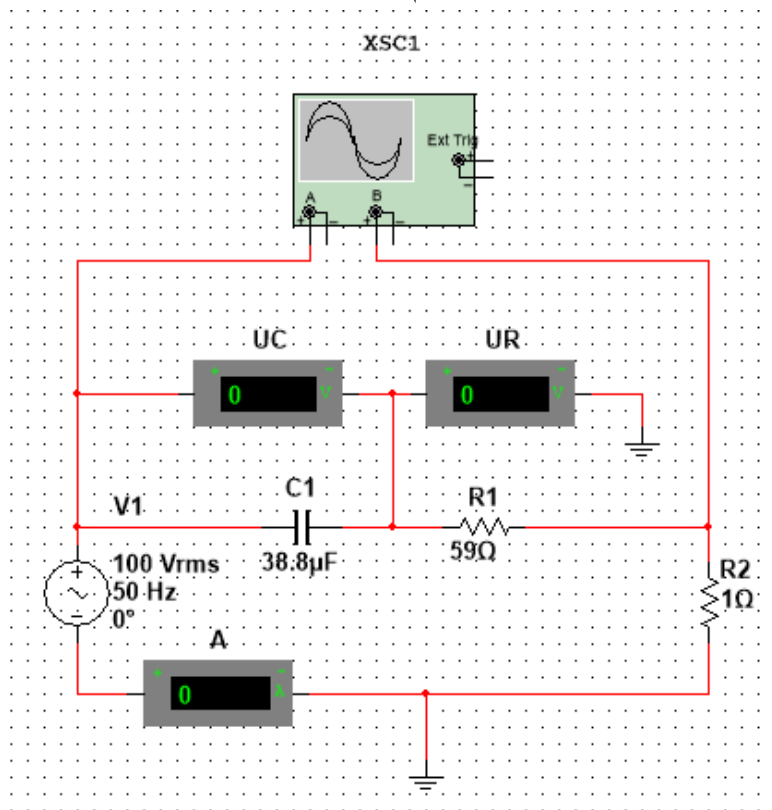 XSC1
Ext Trig
+
−
A
B
+ −
+ −
UC
UR
+ −
0 V
+ −
0 V
V1
C1
R1
38.8µF
59Ω
+
−
100 Vrms
50 Hz
0°
R2
1Ω
A
+ −
0 A